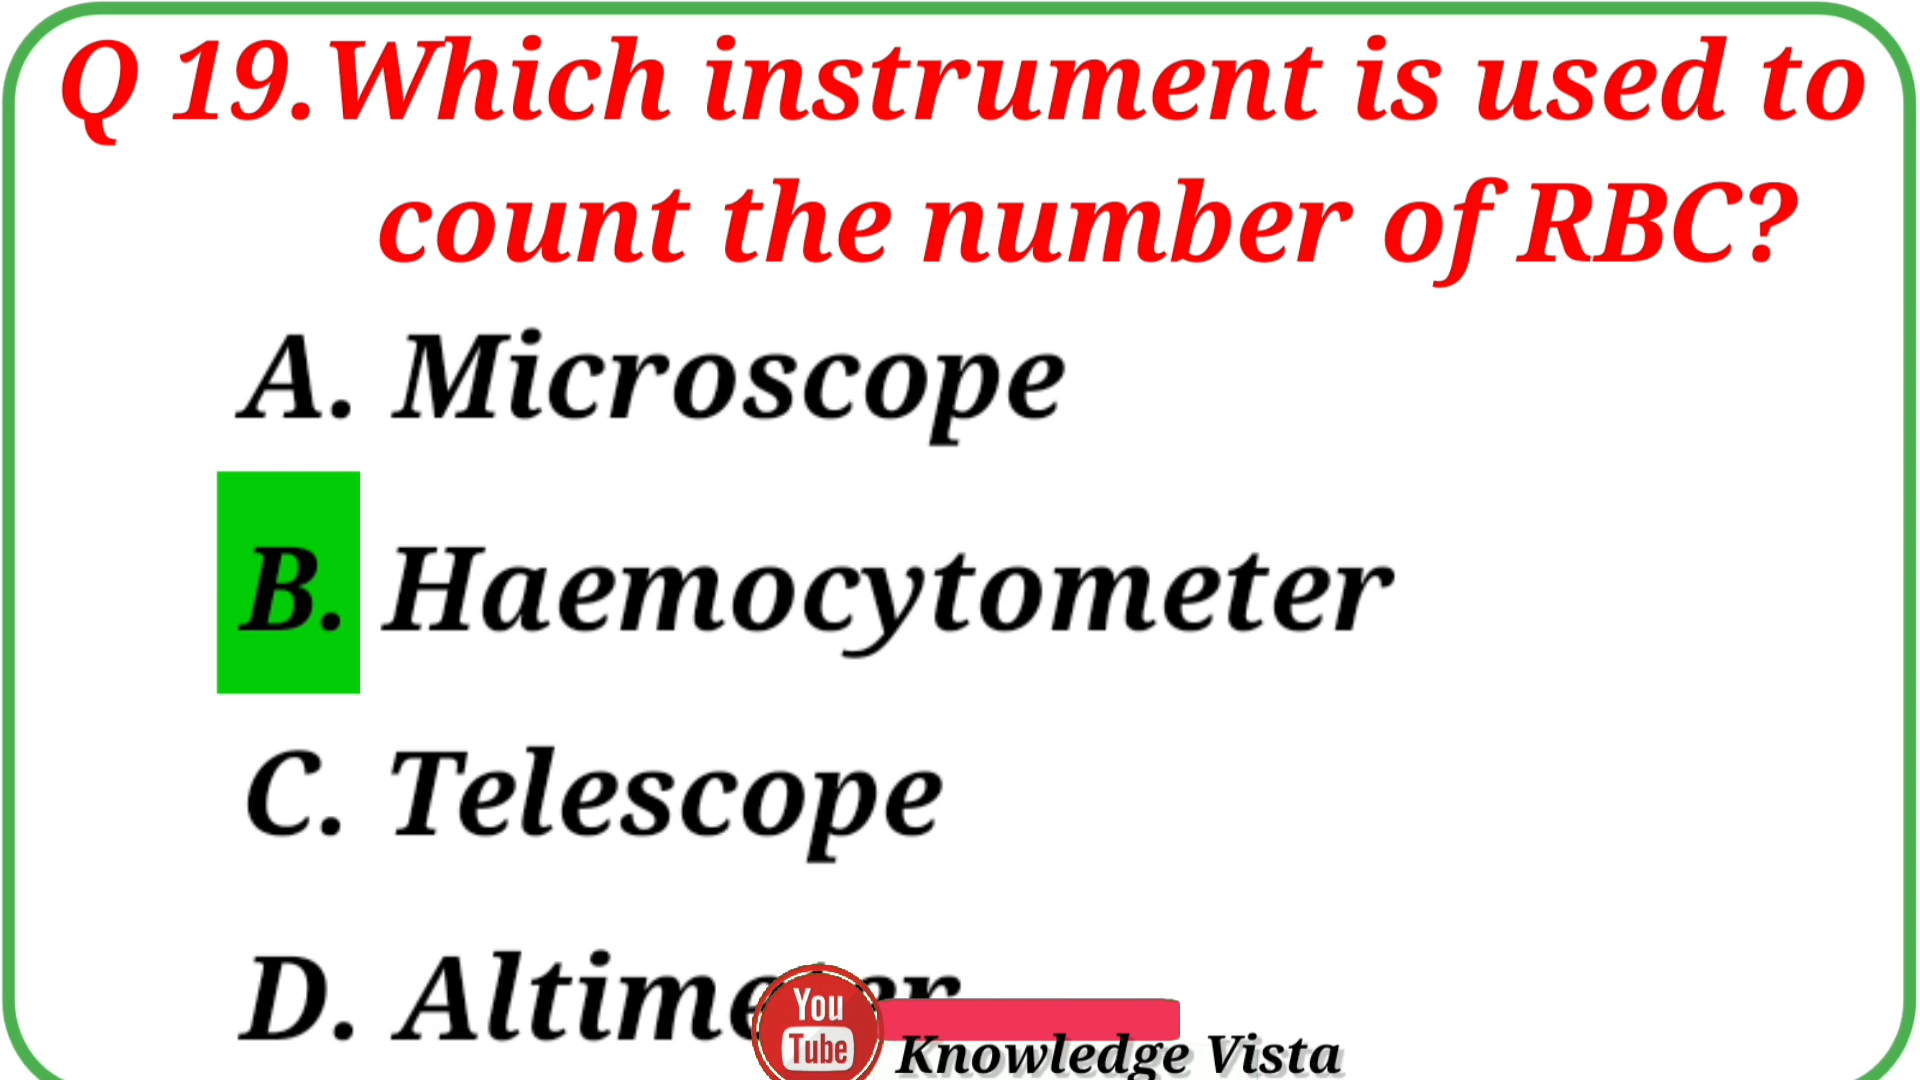 Q 19.Which instrument is used to
count the number of RBC?
A. Microscope
B. Haemocytometer
C. Telescope
D. Altimeter
You
Tube
Knowledge Vista